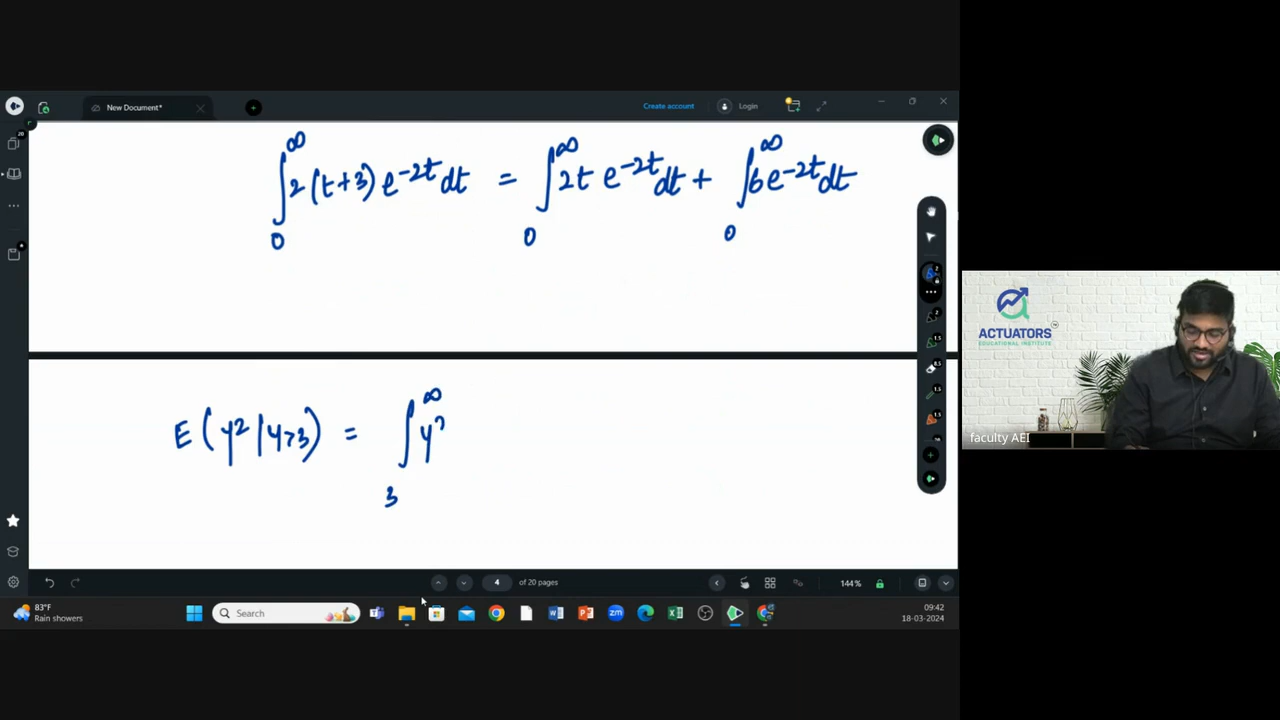 New Document*
Create account
Login
∫₀^∞ 2(t+3)e^{-2t}dt = ∫₀^∞ 2t e^{-2t}dt + ∫₀^∞ 6e^{-2t}dt
E(y²|y>3) = ∫₃^∞ y²
ACTUATORS
EDUCATIONAL INSTITUTE
faculty AEI
4 of 20 pages
144%
83°F
Rain showers
Search
09:42
18-03-2024